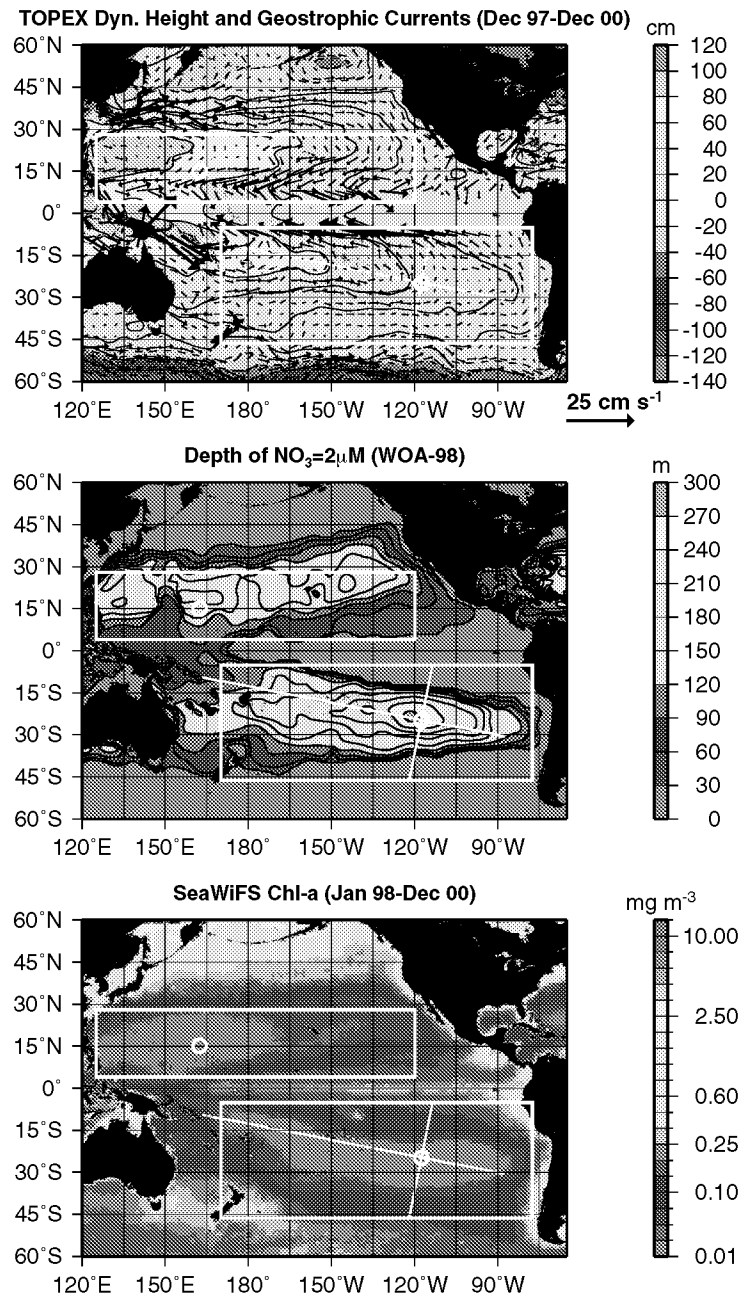 TOPEX Dyn. Height and Geostrophic Currents (Dec 97-Dec 00)
cm
60˚N
45˚N
30˚N
15˚N
0˚
15˚S
30˚S
45˚S
60˚S
120˚E 150˚E 180˚ 150˚W 120˚W 90˚W
120
100
80
60
40
20
0
-20
-40
-60
-80
-100
-120
-140
25 cm s⁻¹
Depth of NO₃=2μM (WOA-98)
m
60˚N
45˚N
30˚N
15˚N
0˚
15˚S
30˚S
45˚S
60˚S
120˚E 150˚E 180˚ 150˚W 120˚W 90˚W
300
270
240
210
180
150
120
90
60
30
0
SeaWiFS Chl-a (Jan 98-Dec 00)
mg m⁻³
60˚N
45˚N
30˚N
15˚N
0˚
15˚S
30˚S
45˚S
60˚S
120˚E 150˚E 180˚ 150˚W 120˚W 90˚W
10.00
2.50
0.60
0.25
0.10
0.01